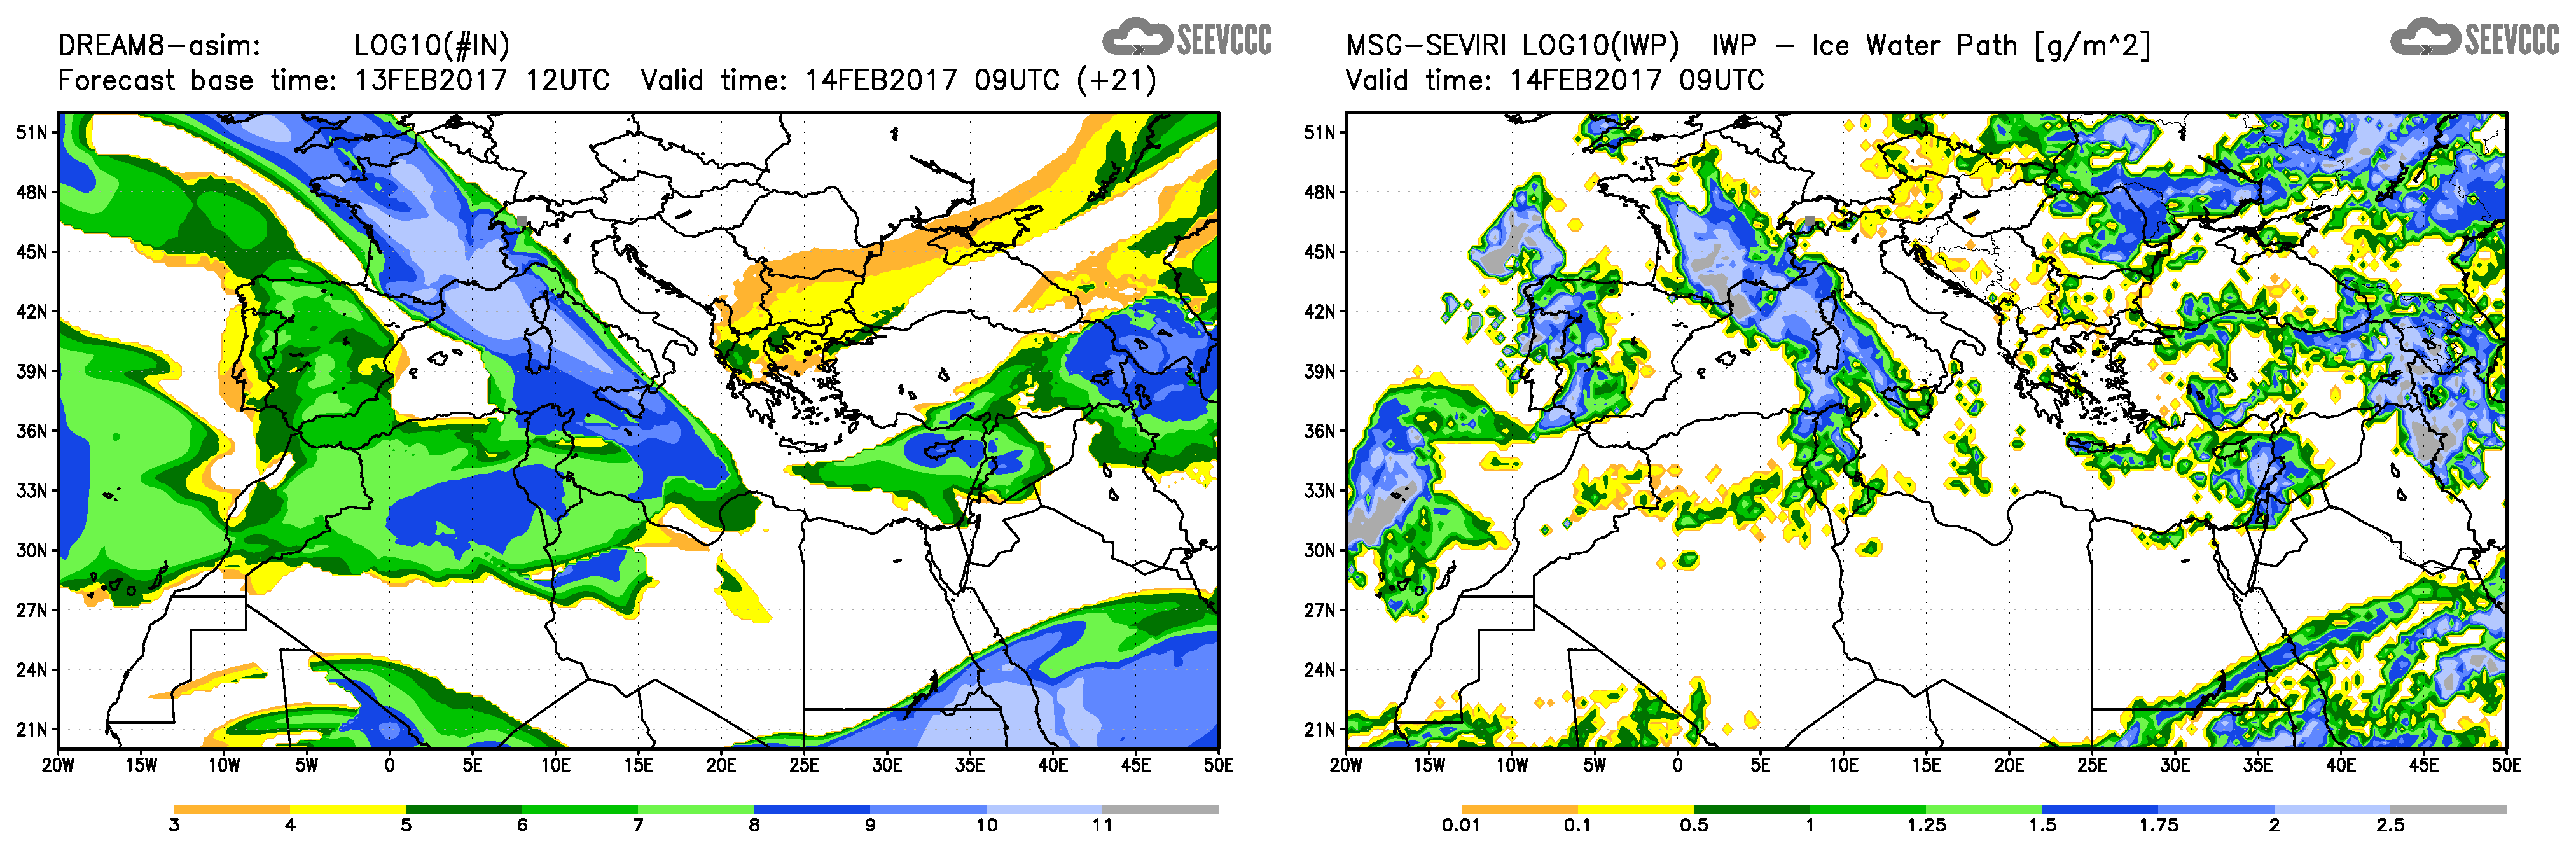 DREAM8-asim: LOG10(#IN)
Forecast base time: 13FEB2017 12UTC Valid time: 14FEB2017 09UTC (+21)
SEEVCCC
51N
48N
45N
42N
39N
36N
33N
30N
27N
24N
21N
20W 15W 10W 5W 0 5E 10E 15E 20E 25E 30E 35E 40E 45E 50E
3 4 5 6 7 8 9 10 11
MSG-SEVIRI LOG10(IWP) IWP - Ice Water Path [g/m^2]
Valid time: 14FEB2017 09UTC
SEEVCCC
51N
48N
45N
42N
39N
36N
33N
30N
27N
24N
21N
20W 15W 10W 5W 0 5E 10E 15E 20E 25E 30E 35E 40E 45E 50E
0.01 0.1 0.5 1 1.25 1.5 1.75 2 2.5